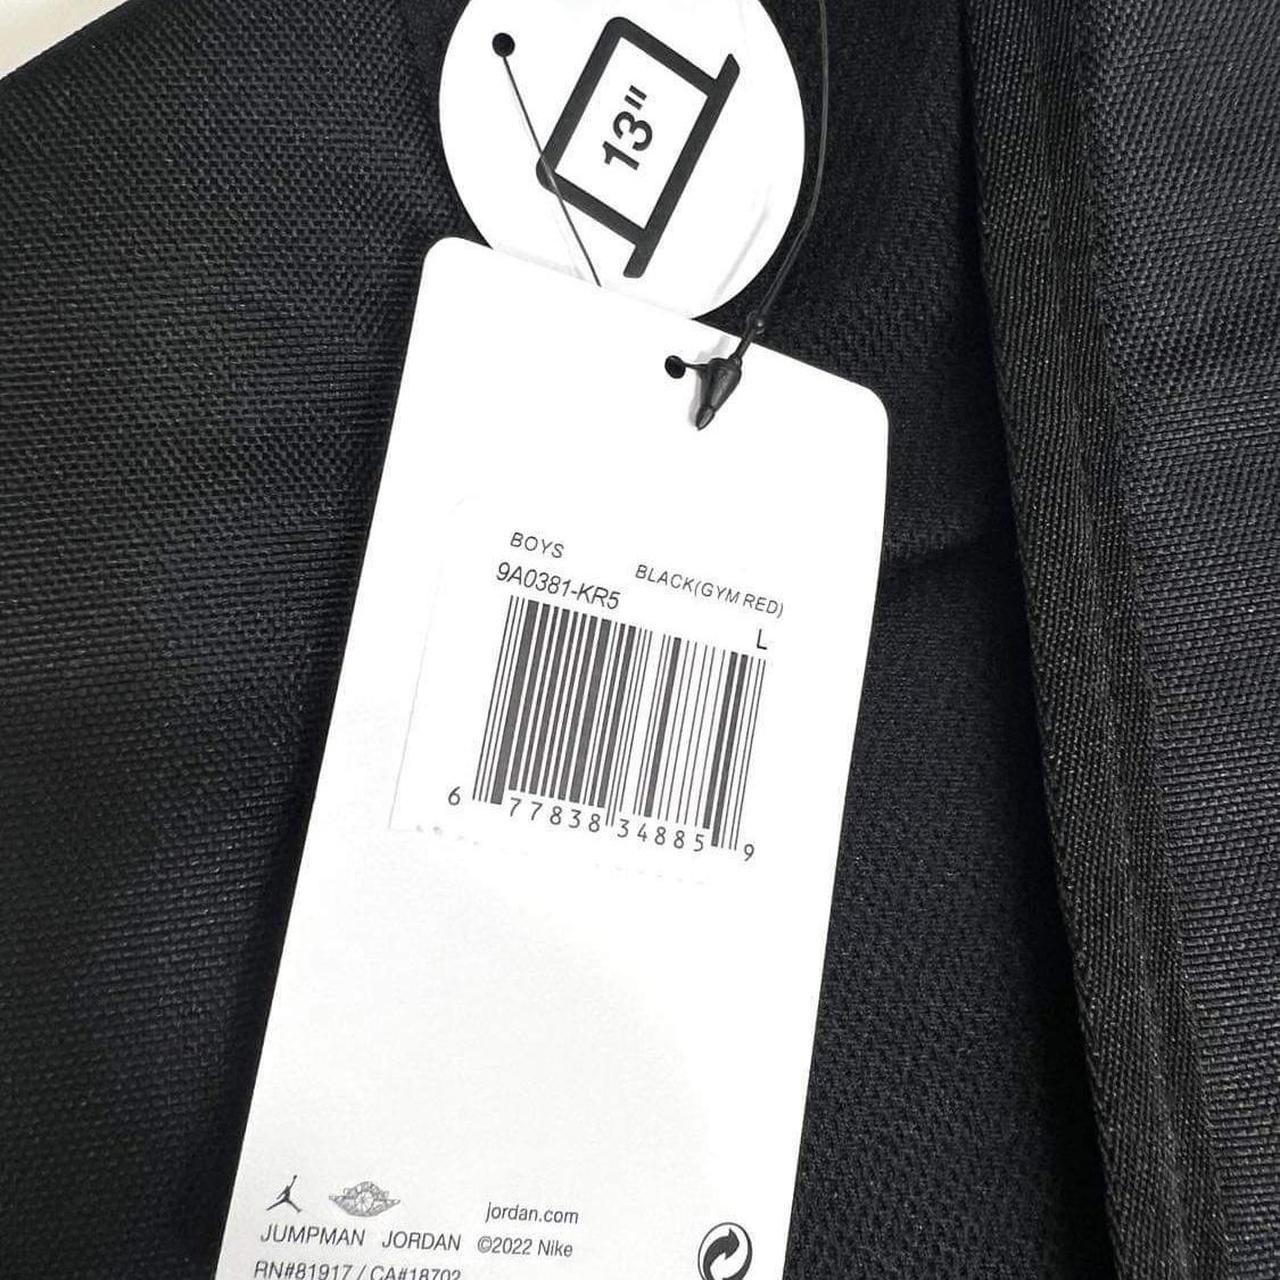 13"
BOYS
9A0381-KR5
BLACK(GYM RED)
L
6 77838 34885 9
jordan.com
JUMPMAN JORDAN ©2022 Nike
RN#81917 / CA#18702